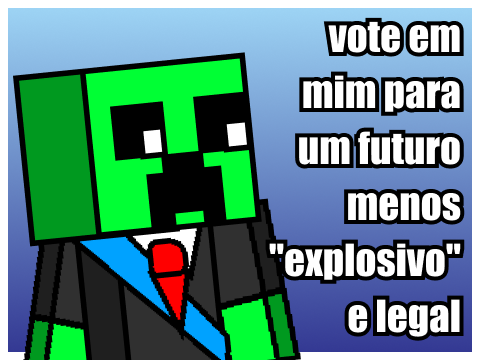 vote em
mim para
um futuro
menos
"explosivo"
e legal